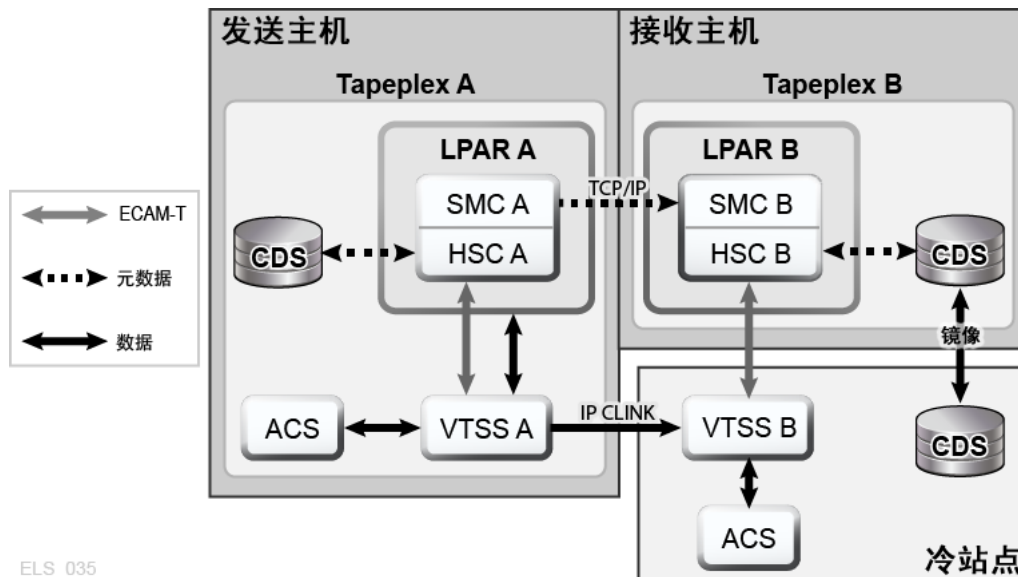 发送主机
接收主机
Tapeplex A
Tapeplex B
LPAR A
LPAR B
ECAM-T
元数据
数据
CDS
SMC A
HSC A
TCP/IP
SMC B
HSC B
CDS
镜像
ACS
VTSS A
IP CLINK
VTSS B
CDS
ACS
冷站点
ELS 035